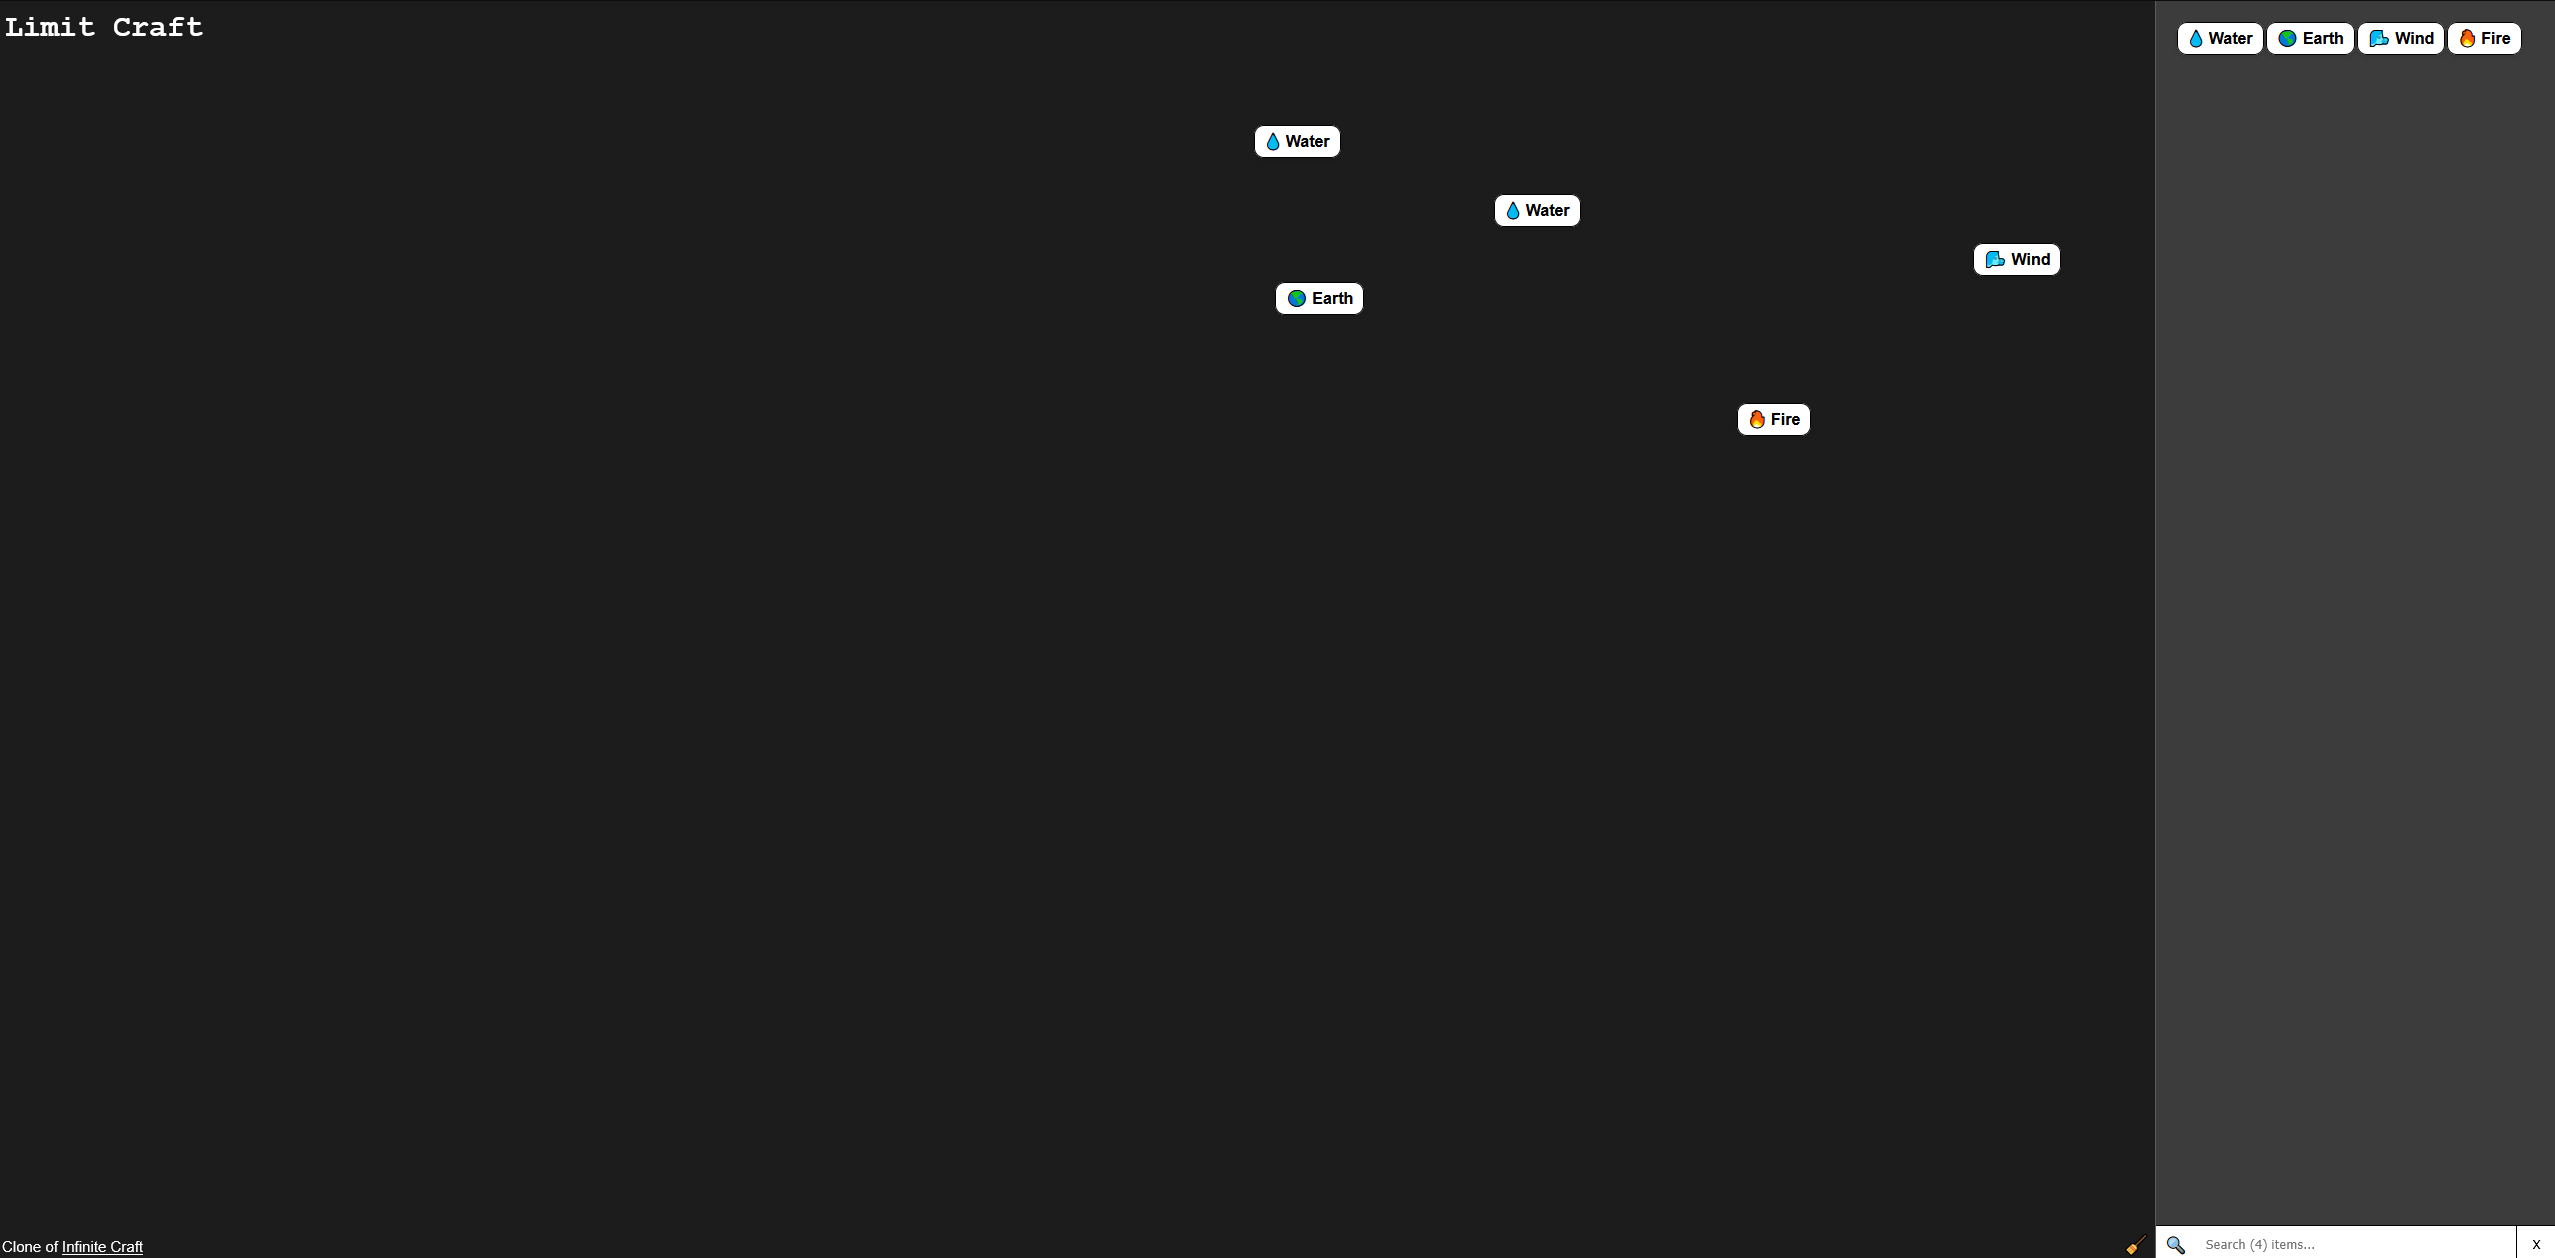 Limit Craft
Water Earth Wind Fire
Water
Water
Wind
Earth
Fire
Clone of Infinite Craft
Search (4) items...
X